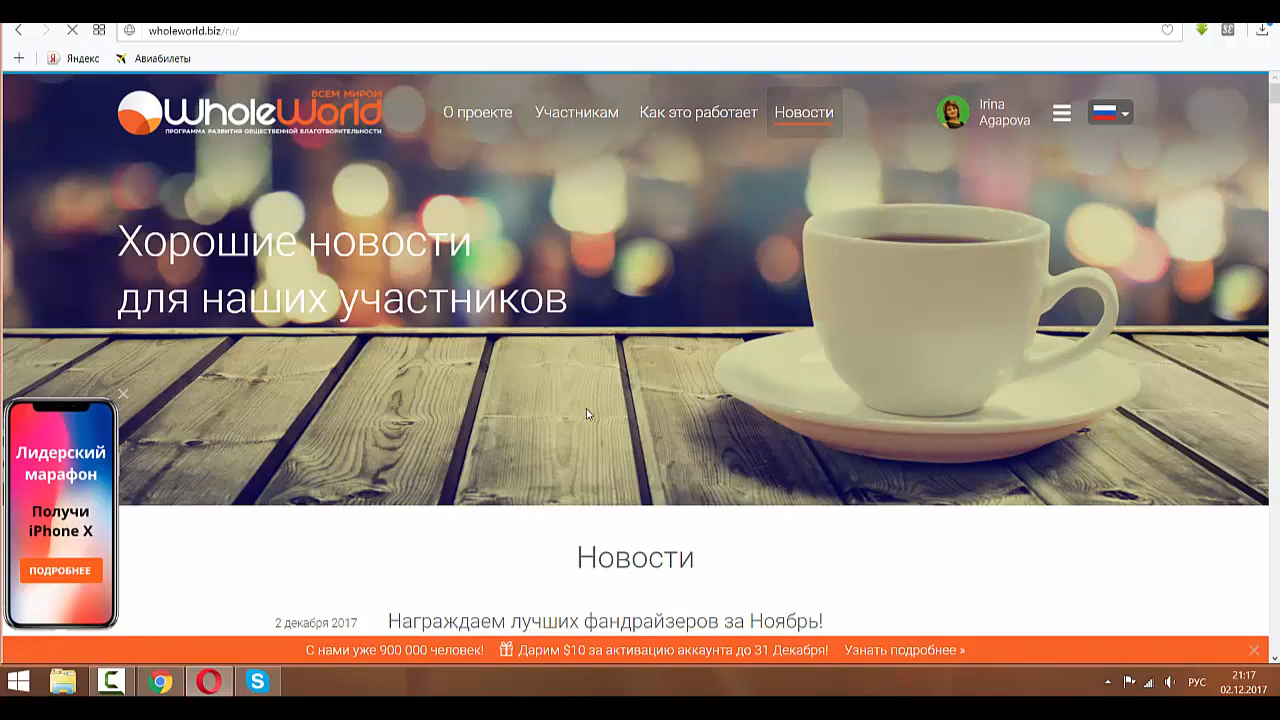 wholeworld.biz/ru/
Яндекс
Авиабилеты
ВСЕМ МИРОМ
WholeWorld
ПРОГРАММА РАЗВИТИЯ ОБЩЕСТВЕННОЙ БЛАГОТВОРИТЕЛЬНОСТИ
О проекте
Участникам
Как это работает
Новости
Irina
Agapova
Хорошие новости
для наших участников
Лидерский
марафон
Получи
iPhone X
ПОДРОБНЕЕ
Новости
2 декабря 2017
Награждаем лучших фандрайзеров за Ноябрь!
С нами уже 900 000 человек! Дарим $10 за активацию аккаунта до 31 Декабря! Узнать подробнее »
РУС
21:17
02.12.2017